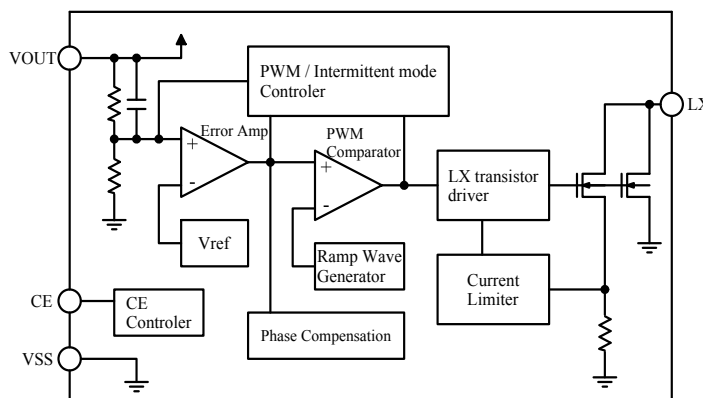 VOUT
PWM / Intermittent mode
Controler
LX
Error Amp
PWM
Comparator
+
-
+
-
LX transistor
driver
Vref
Ramp Wave
Generator
Current
Limiter
CE
CE
Controler
Phase Compensation
VSS